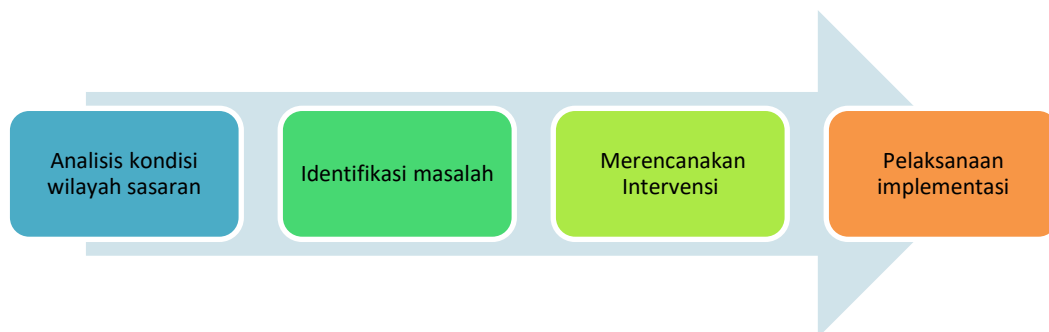 Analisis kondisi
wilayah sasaran
Identifikasi masalah
Merencanakan
Intervensi
Pelaksanaan
implementasi